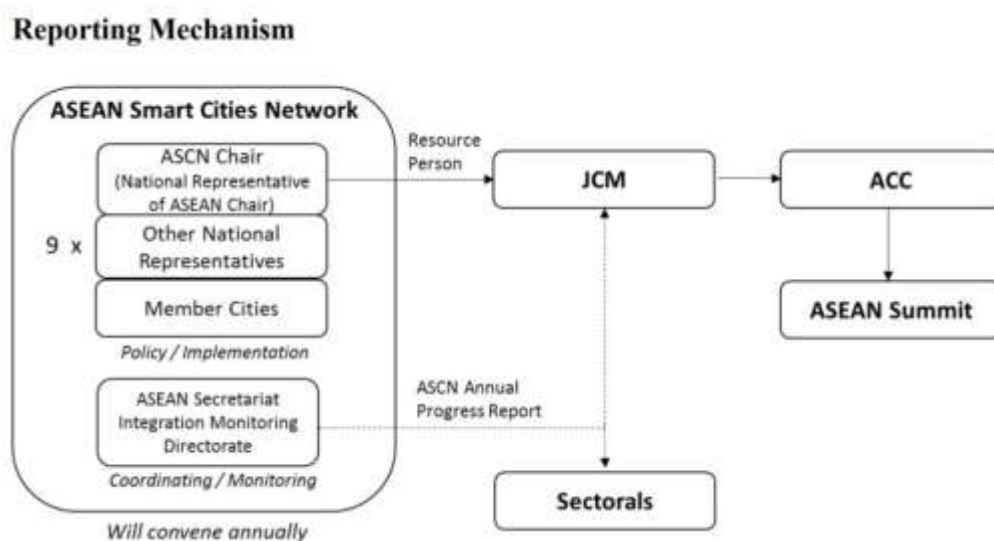 Reporting Mechanism
ASEAN Smart Cities Network
ASCN Chair
(National Representative
of ASEAN Chair)
9 x
Other National
Representatives
Member Cities
Policy / Implementation
ASEAN Secretariat
Integration Monitoring
Directorate
Coordinating / Monitoring
Will convene annually
Resource
Person
JCM
ACC
ASEAN Summit
ASCN Annual
Progress Report
Sectorals